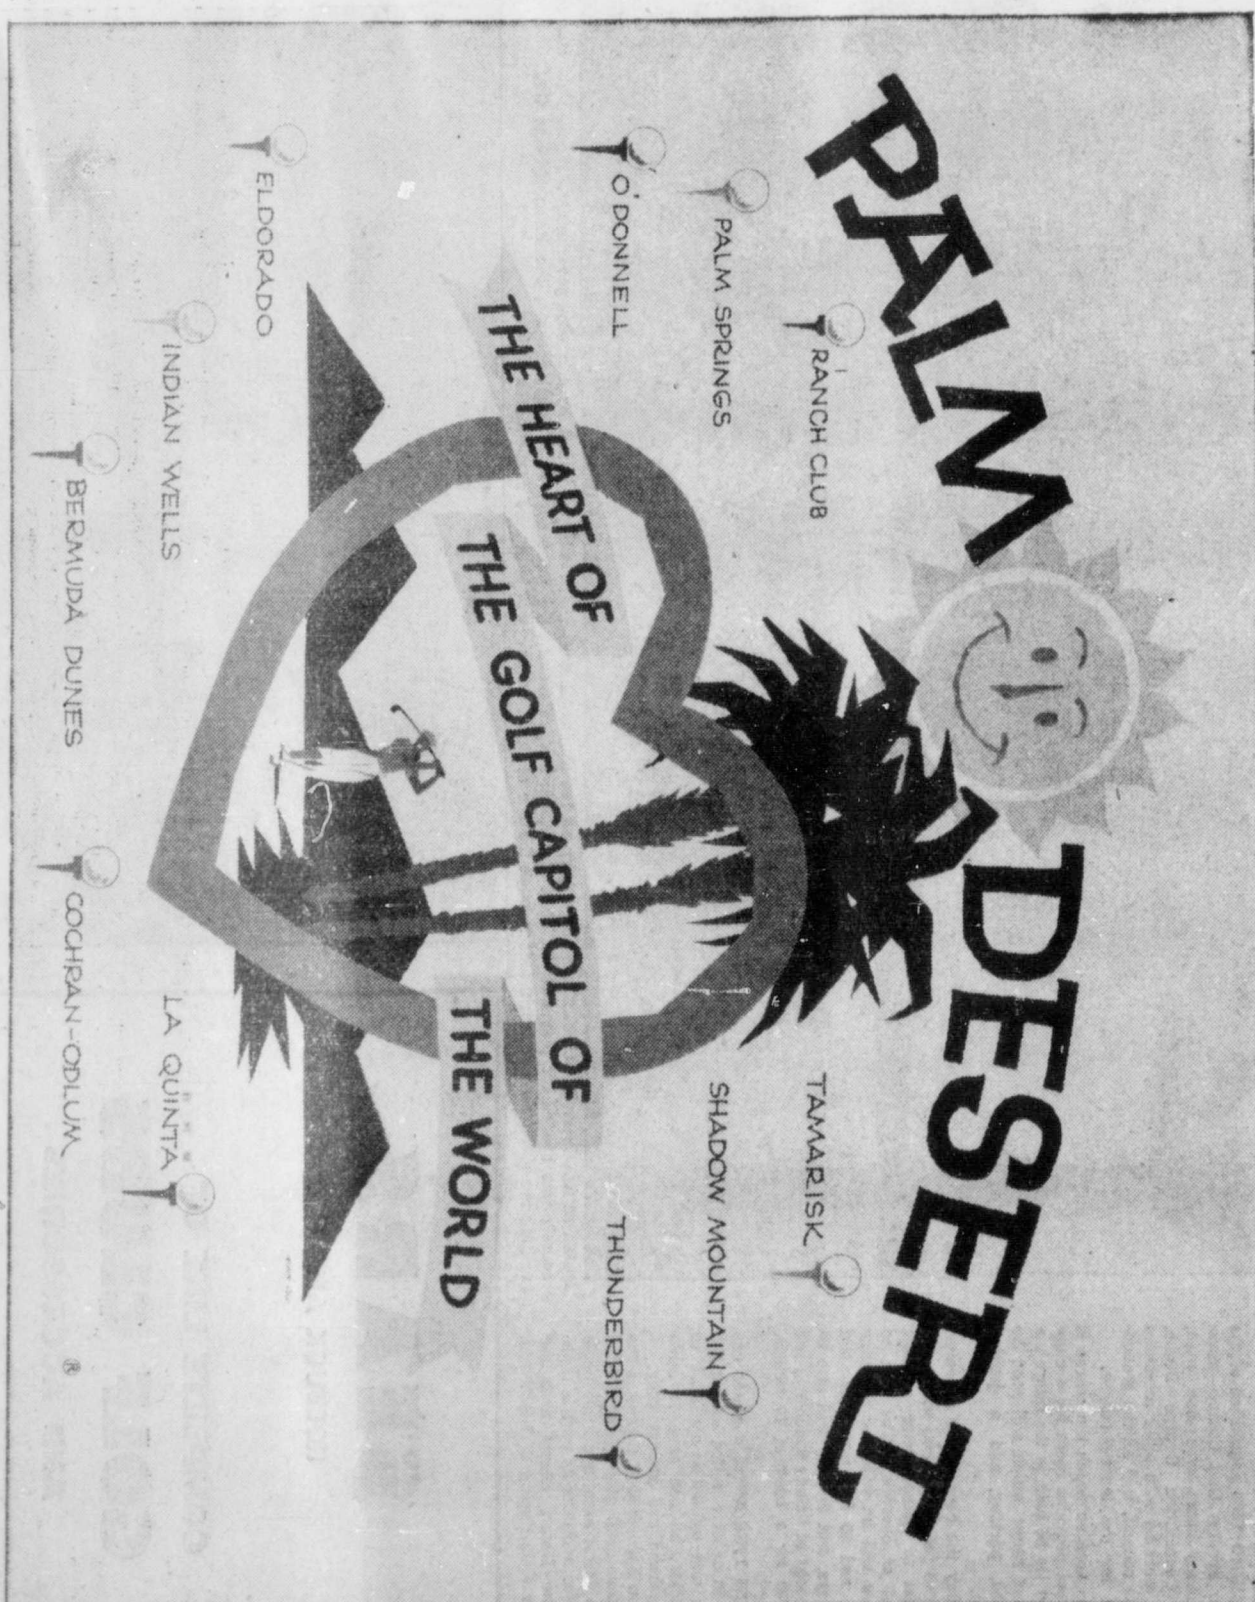 PALM DESERT
RANCH CLUB
PALM SPRINGS
O'DONNELL
TAMARISK
SHADOW MOUNTAIN
THUNDERBIRD
THE HEART OF
THE GOLF CAPITOL OF
THE WORLD
ELDORADO
INDIAN WELLS
BERMUDA DUNES
LA QUINTA
COCHRAN-ODLUM
®